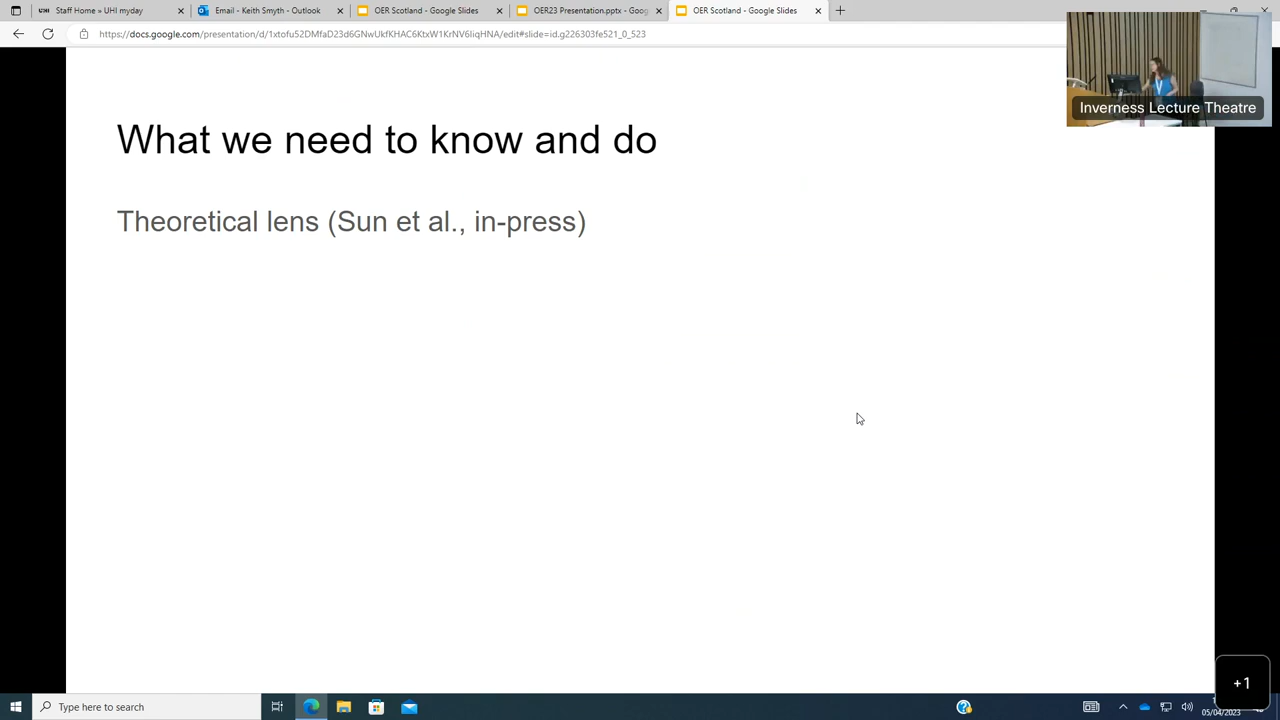 Staff Home » UHI myday
Email - Keith Smyth - Outlook
OER Scotland - Google Slides
OER23 Presentation.pptx - Goog
OER Scotland - Google Slides
https://docs.google.com/presentation/d/1xtofu52DMfaD23d6GNwUkfKHAC6KtxW1KrNV6IiqHNA/edit#slide=id.g226303fe521_0_523
Inverness Lecture Theatre
What we need to know and do
Theoretical lens (Sun et al., in-press)
+1
Type here to search
05/04/2023